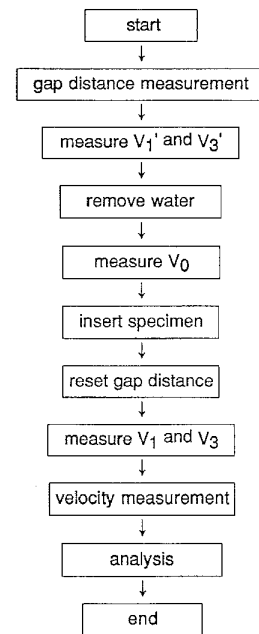 start
gap distance measurement
measure V1' and V3'
remove water
measure V0
insert specimen
reset gap distance
measure V1 and V3
velocity measurement
analysis
end